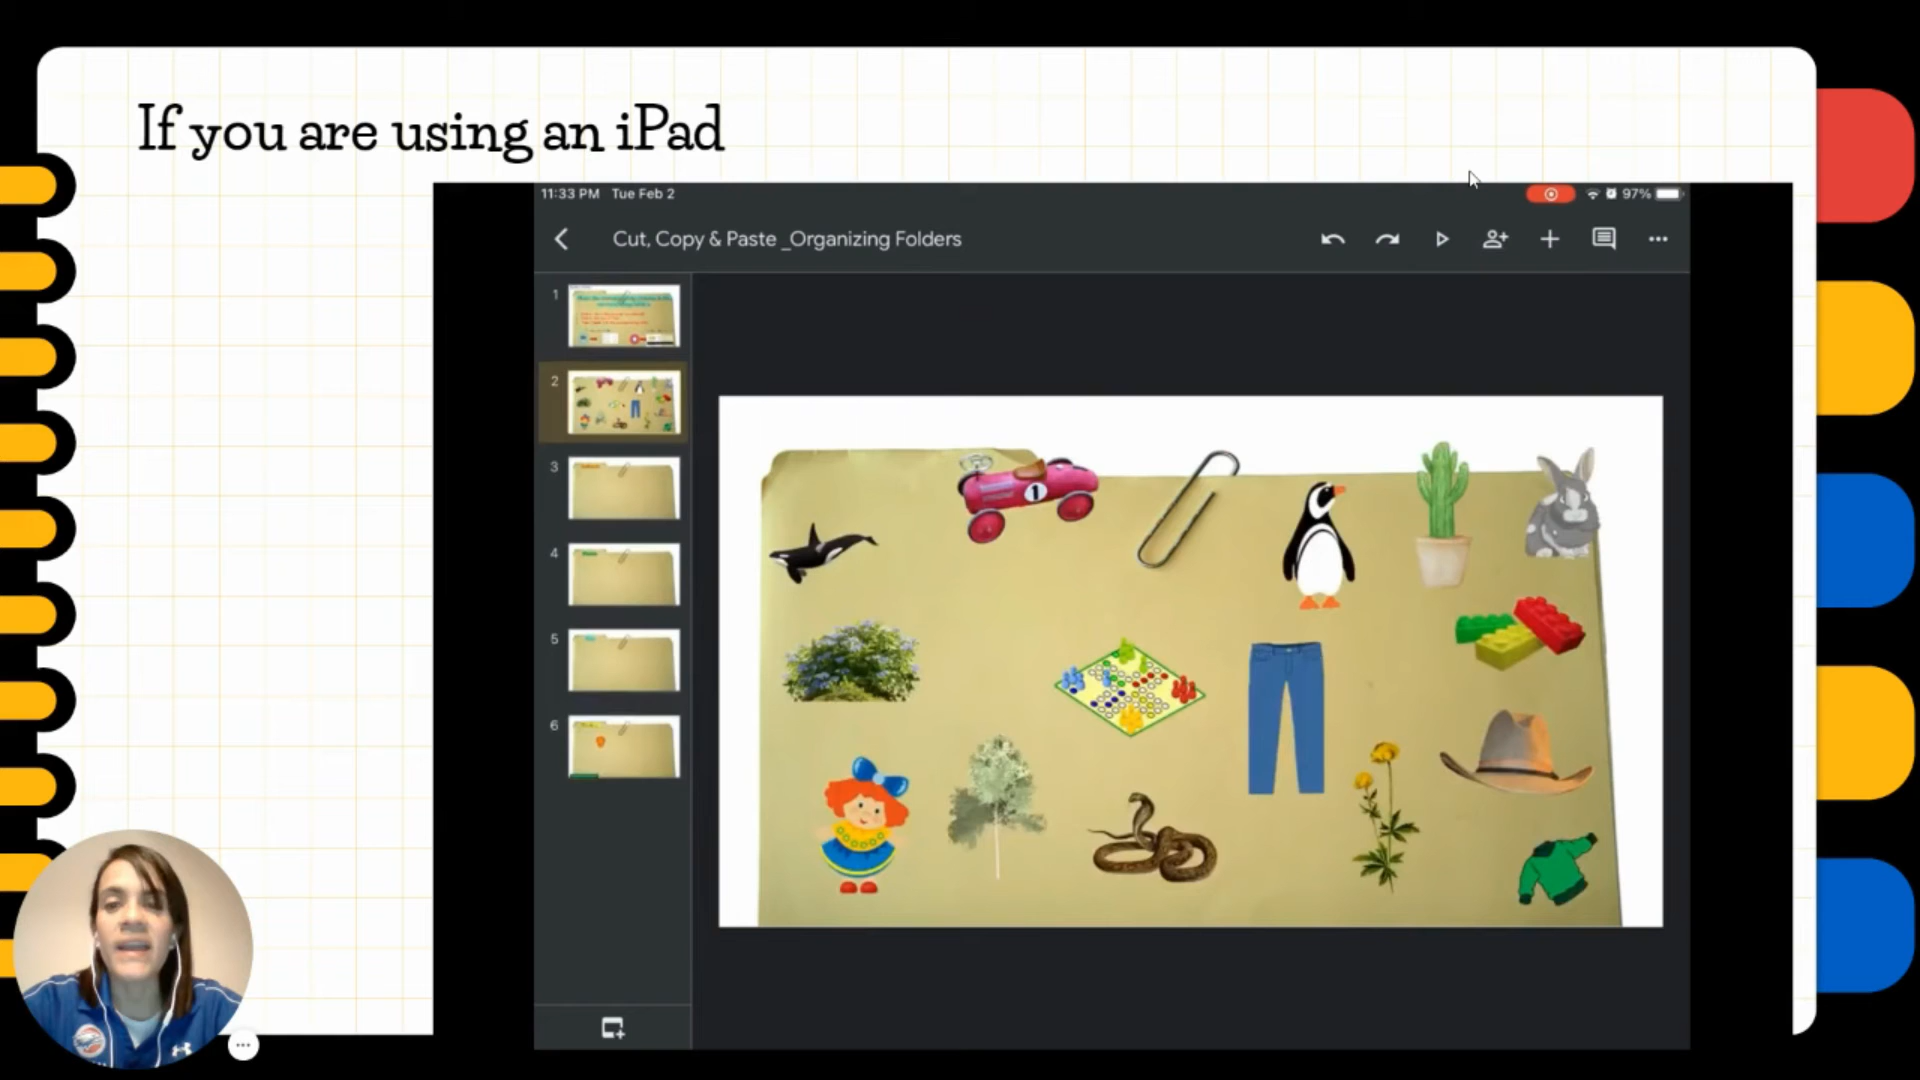 If you are using an iPad
11:33 PM Tue Feb 2
97%
Cut, Copy & Paste _Organizing Folders
1
2
3
4
5
6
1